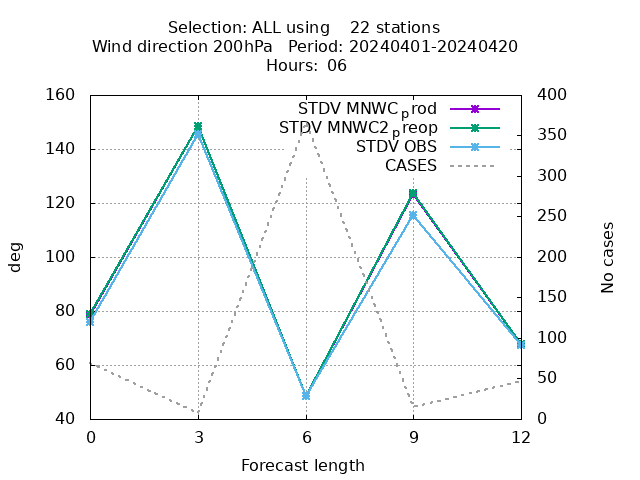 Selection: ALL using    22 stations
Wind direction 200hPa   Period: 20240401-20240420
Hours:  06
STDV MNWC_prod
STDV MNWC2_preop
STDV OBS
CASES
160
140
120
100
80
60
40
deg
400
350
300
250
200
150
100
50
0
No cases
0 3 6 9 12
Forecast length